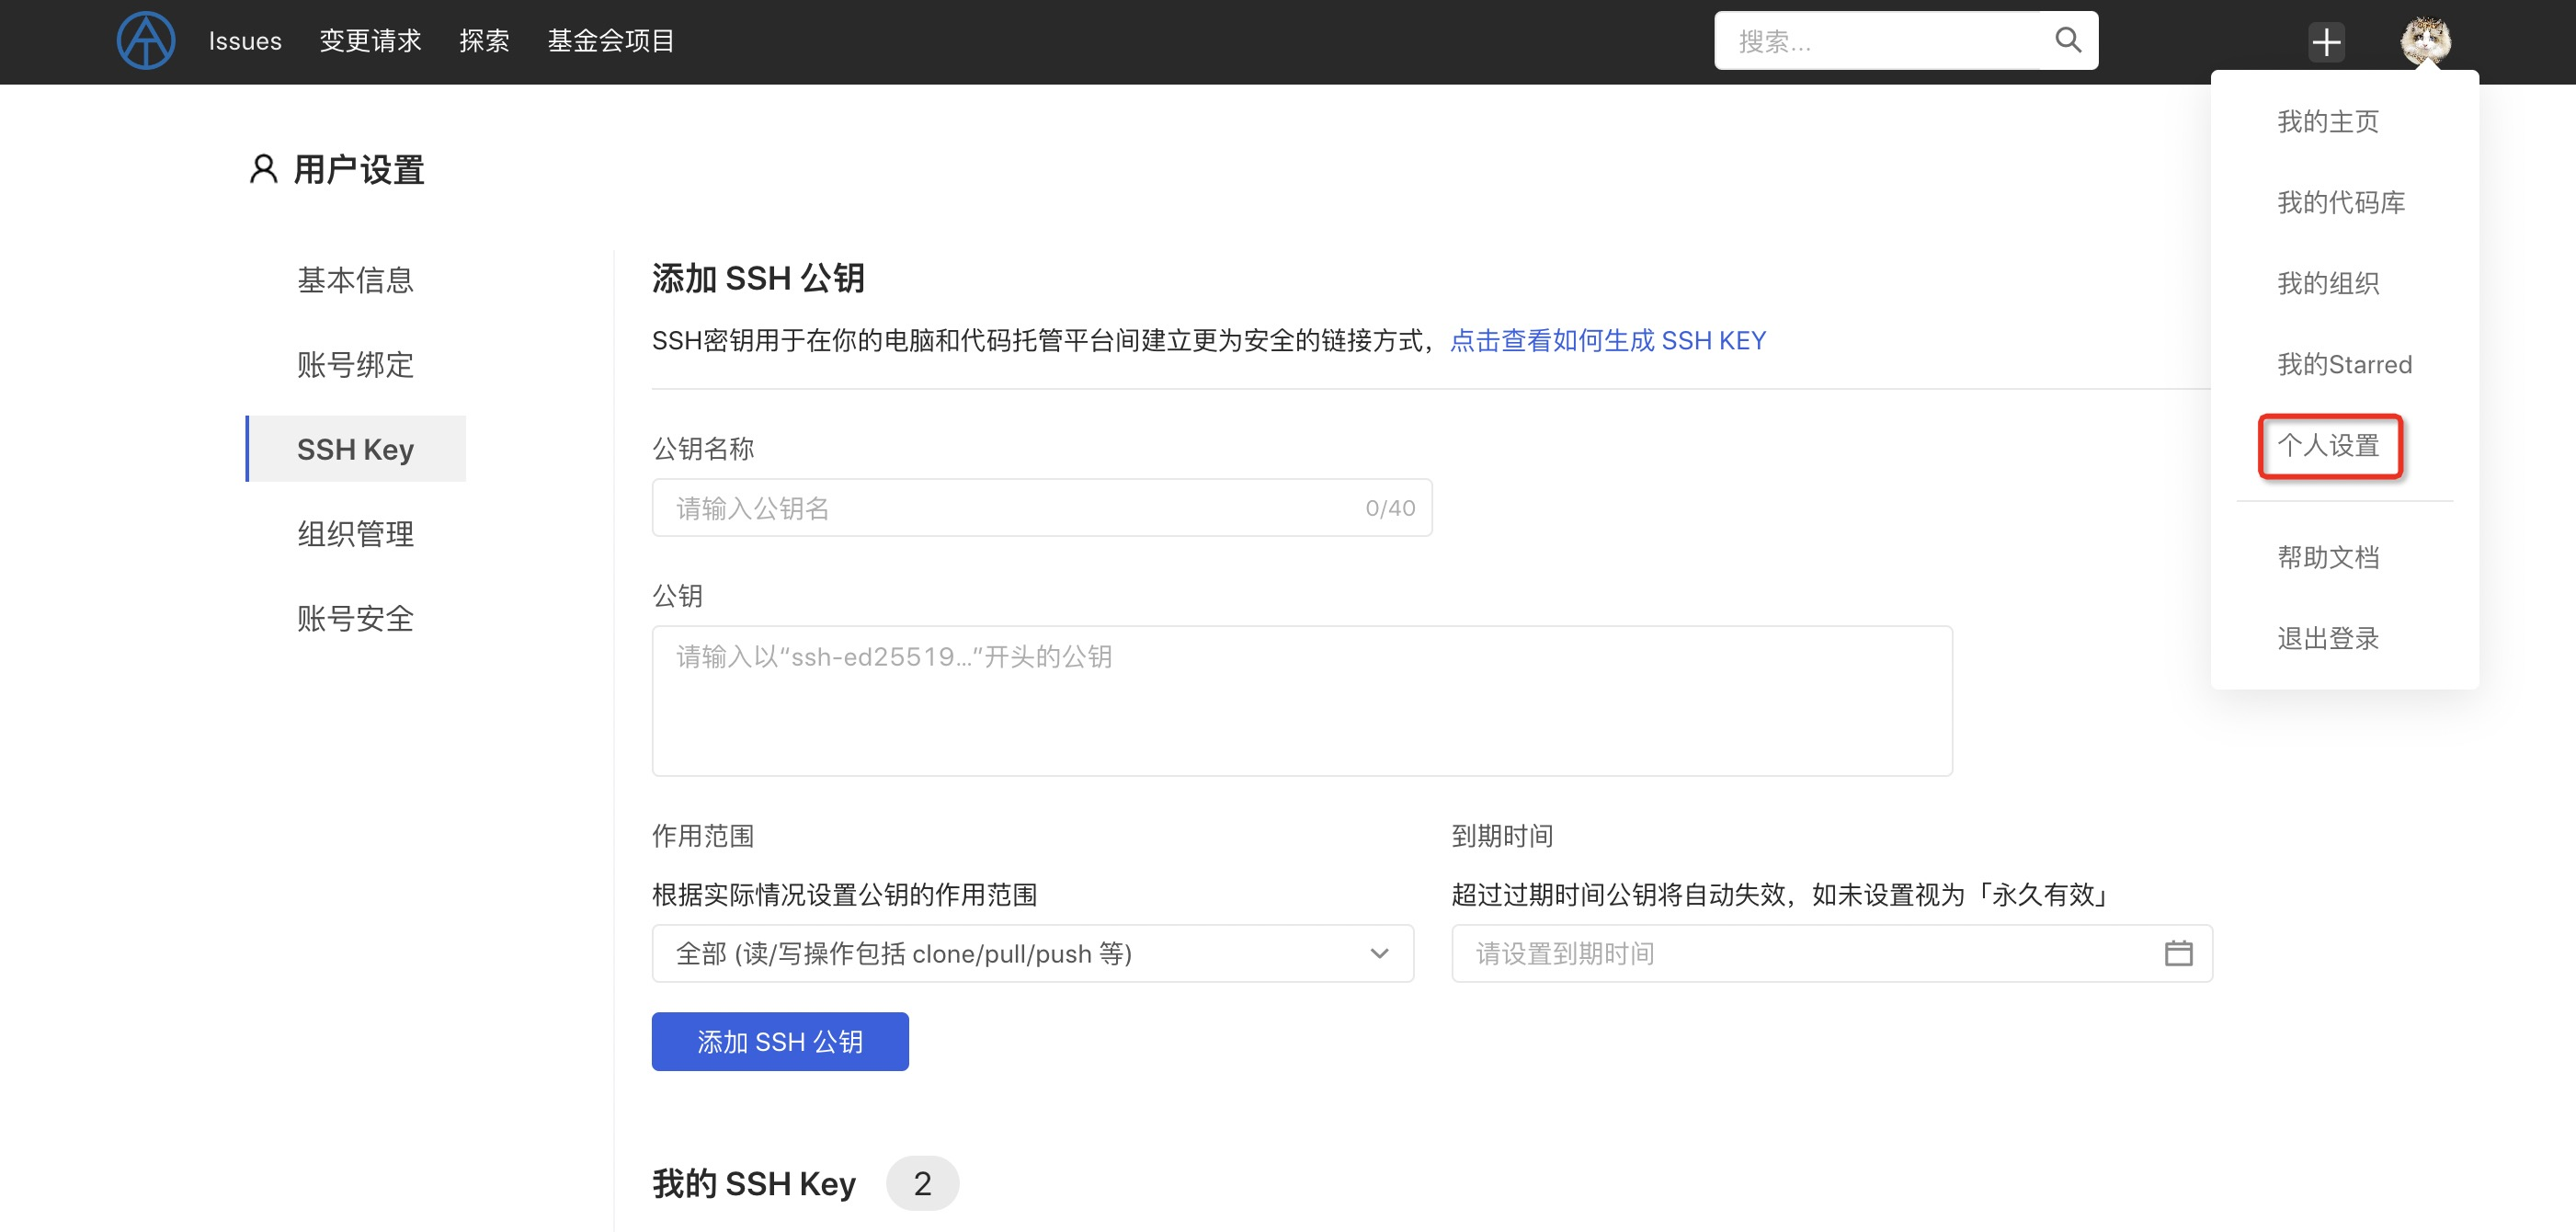 Issues 变更请求 探索 基金会项目 搜索...
我的主页
我的代码库
我的组织
我的Starred
个人设置
帮助文档
退出登录
用户设置
基本信息
账号绑定
SSH Key
组织管理
账号安全
添加 SSH 公钥
SSH密钥用于在你的电脑和代码托管平台间建立更为安全的链接方式，点击查看如何生成 SSH KEY
公钥名称
请输入公钥名 0/40
公钥
请输入以“ssh-ed25519...”开头的公钥
作用范围
根据实际情况设置公钥的作用范围
全部 (读/写操作包括 clone/pull/push 等)
到期时间
超过过期时间公钥将自动失效，如未设置视为「永久有效」
请设置到期时间
添加 SSH 公钥
我的 SSH Key 2